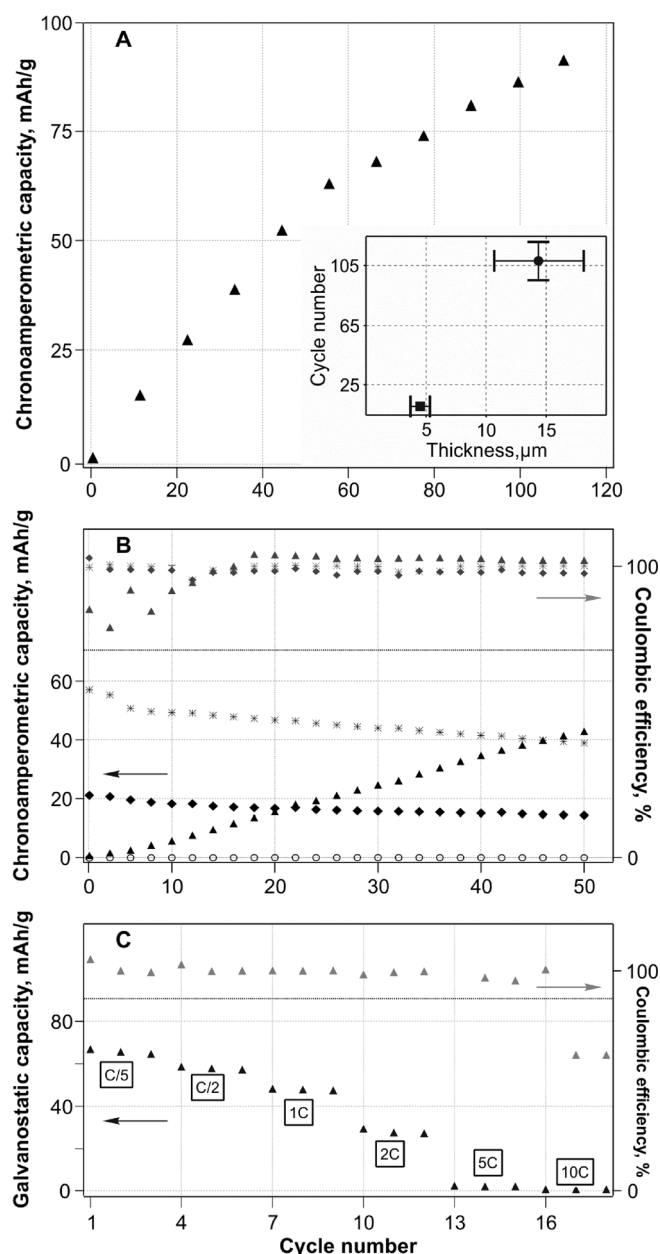 A
Chronoamperometric capacity, mAh/g
100
75
50
25
0
0 20 40 60 80 100 120
Cycle number
105
65
25
5 10 15
Thickness,µm
B
Chronoamperometric capacity, mAh/g
60
40
20
0
0 10 20 30 40 50
100
0
Coulombic efficiency, %
C
Galvanostatic capacity, mAh/g
80
40
0
C/5
C/2
1C
2C
5C
10C
100
0
Coulombic efficiency, %
1 4 7 10 13 16
Cycle number